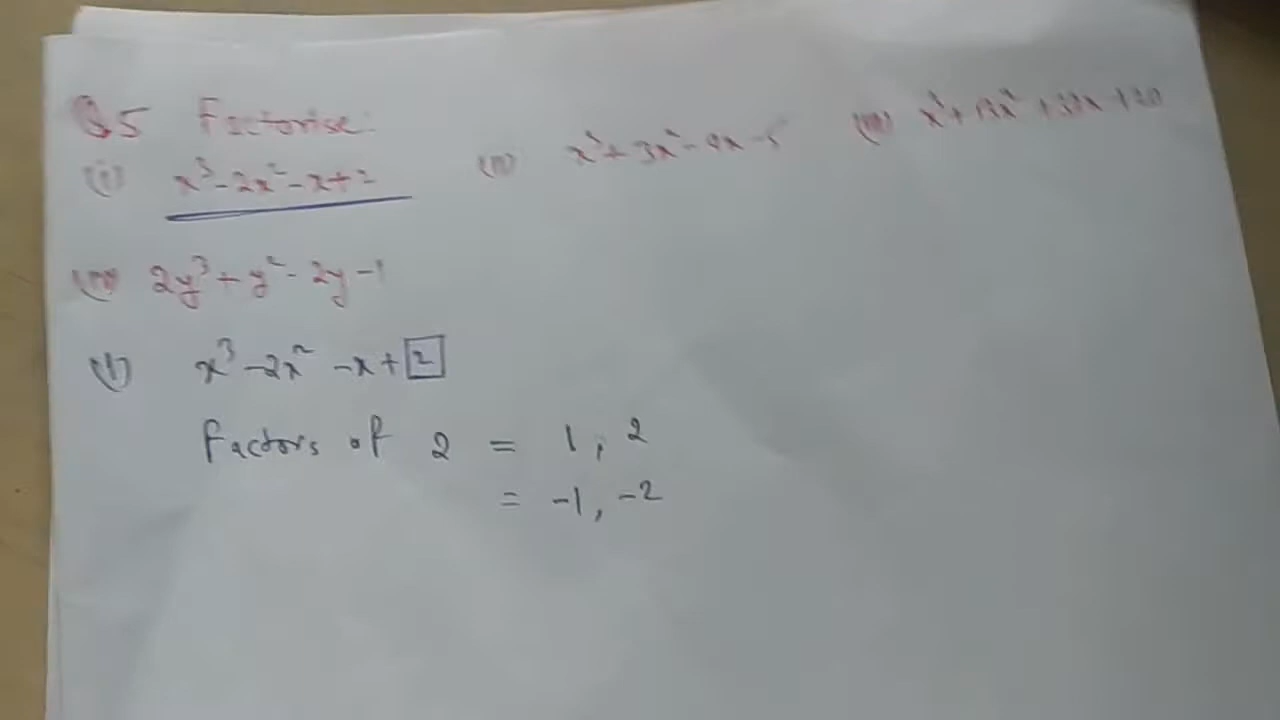 Q5 Factorise:
(i) x³-2x²-x+2 (ii) x³+3x²-9x-5 (iii) x³+13x²+32x+20
(iv) 2y³+y²-2y-1
(i) x³-2x²-x+2
Factors of 2 = 1, 2
= -1, -2